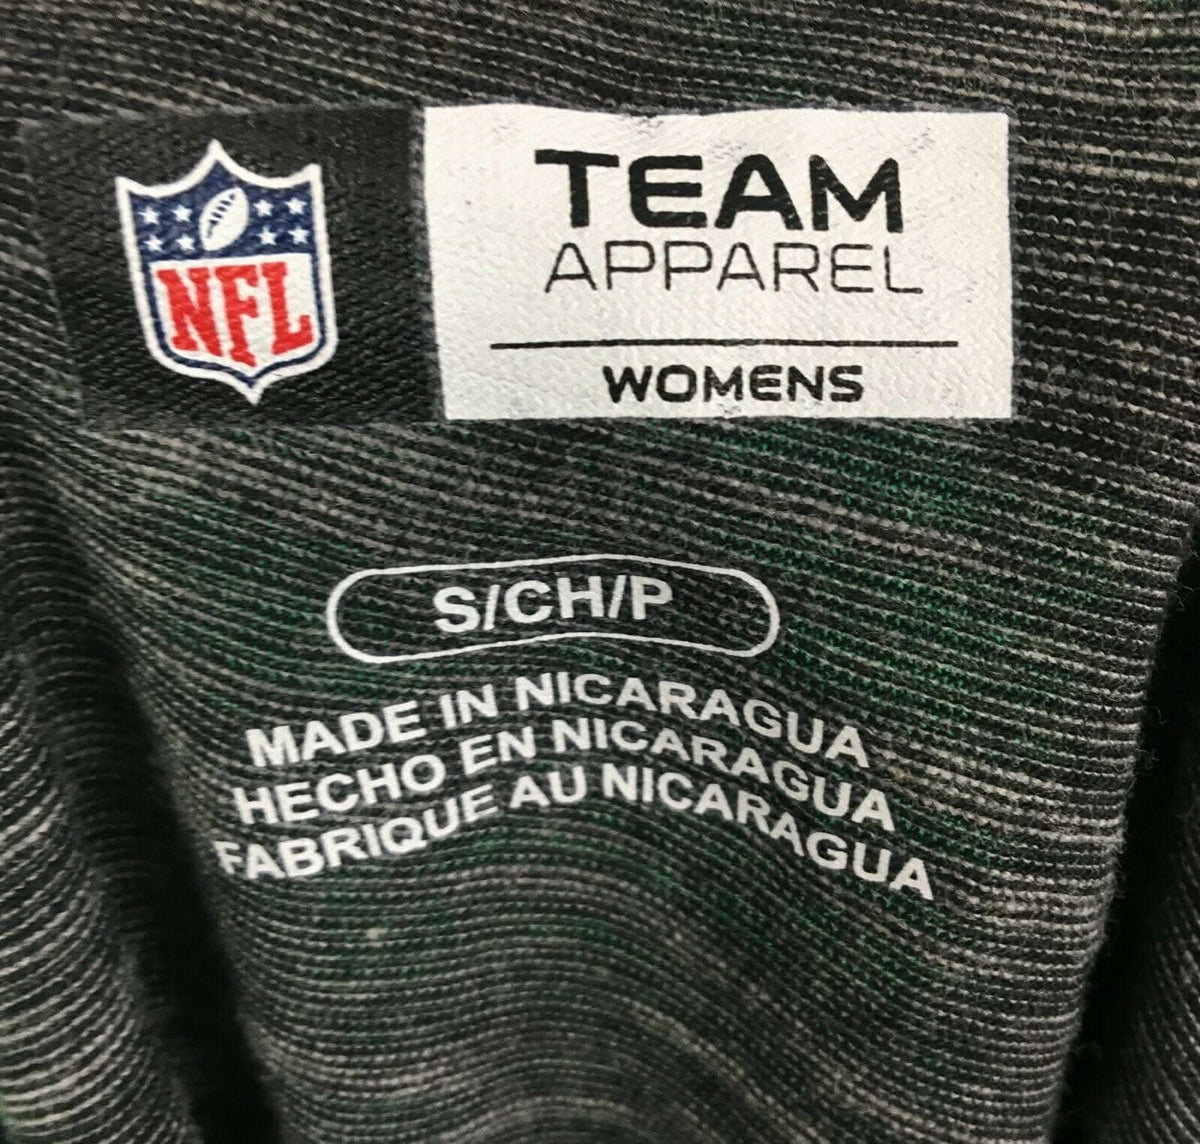 NFL
TEAM
APPAREL
WOMENS
S/CH/P
MADE IN NICARAGUA
HECHO EN NICARAGUA
FABRIQUE AU NICARAGUA